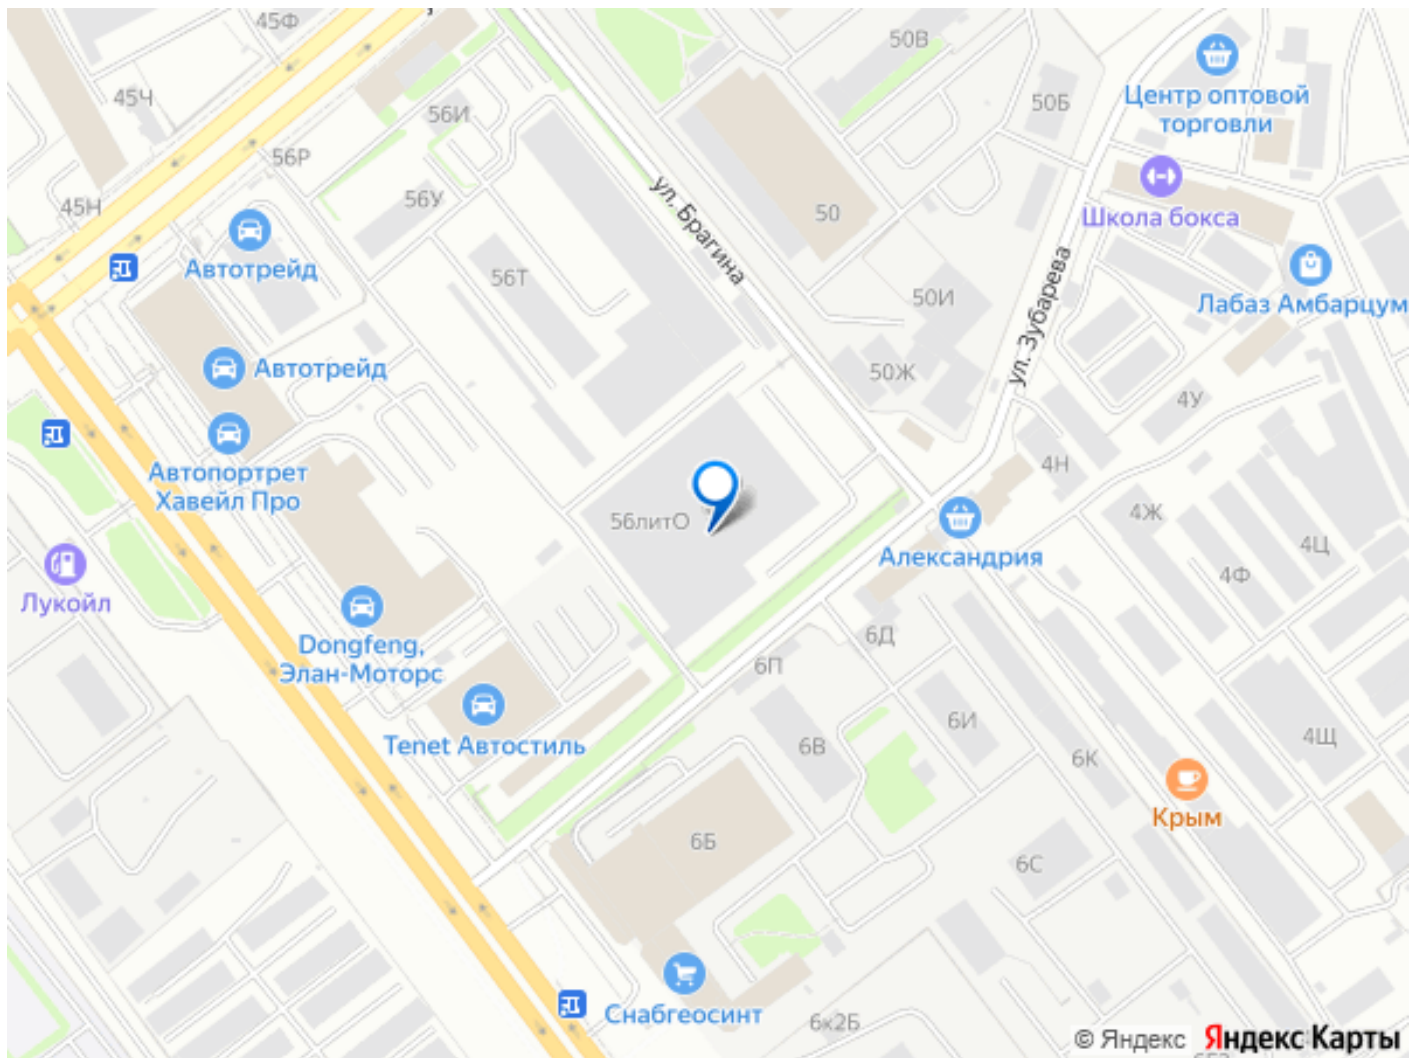 45Ф
45Ч
56И
50В
50Б
Центр оптовой
торговли
56Р
45Н
56У
ул. Брагина
50
Школа бокса
Автотрейд
56Т
50И
ул. Зубарева
Лабаз Амбарцум
Автотрейд
50Ж
4У
Автопортрет
Хавейл Про
4Н
56литО
4Ж
Александрия
4Ц
4Ф
Лукойл
Dongfeng,
Элан-Моторс
6Д
6П
6И
Tenet Автостиль
6В
4Щ
6К
Крым
6Б
6С
Снабгеосинт
6к2Б
© Яндекс Яндекс Карты